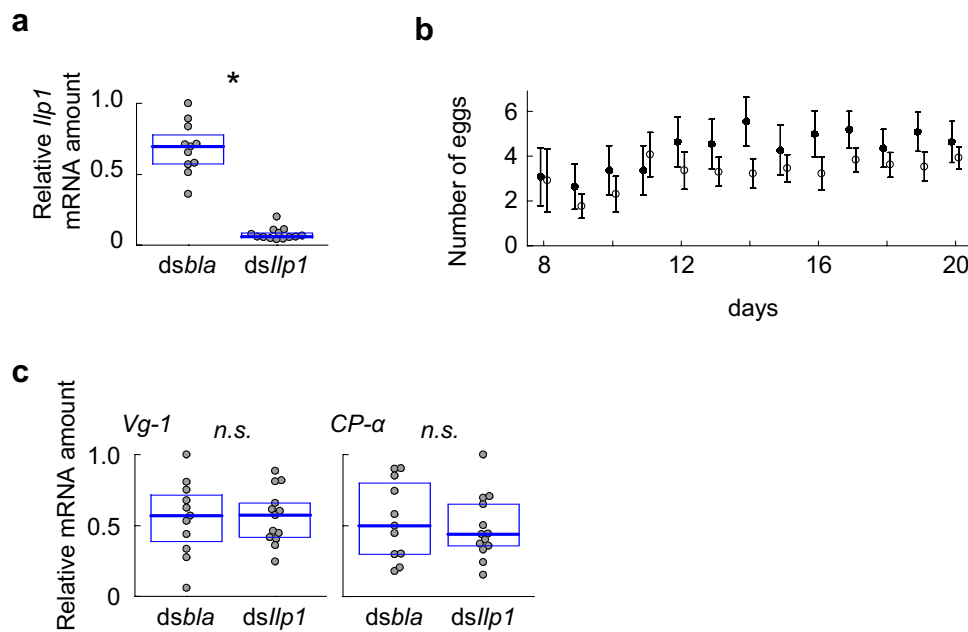 a
*
Relative Ilp1
mRNA amount
1.0
0.5
0
dsbla dsIlp1
b
Number of eggs
6
4
2
0
8 12 16 20
days
c
Relative mRNA amount
Vg-1 n.s. CP-α n.s.
1.0
0.5
0
dsbla dsIlp1 dsbla dsIlp1